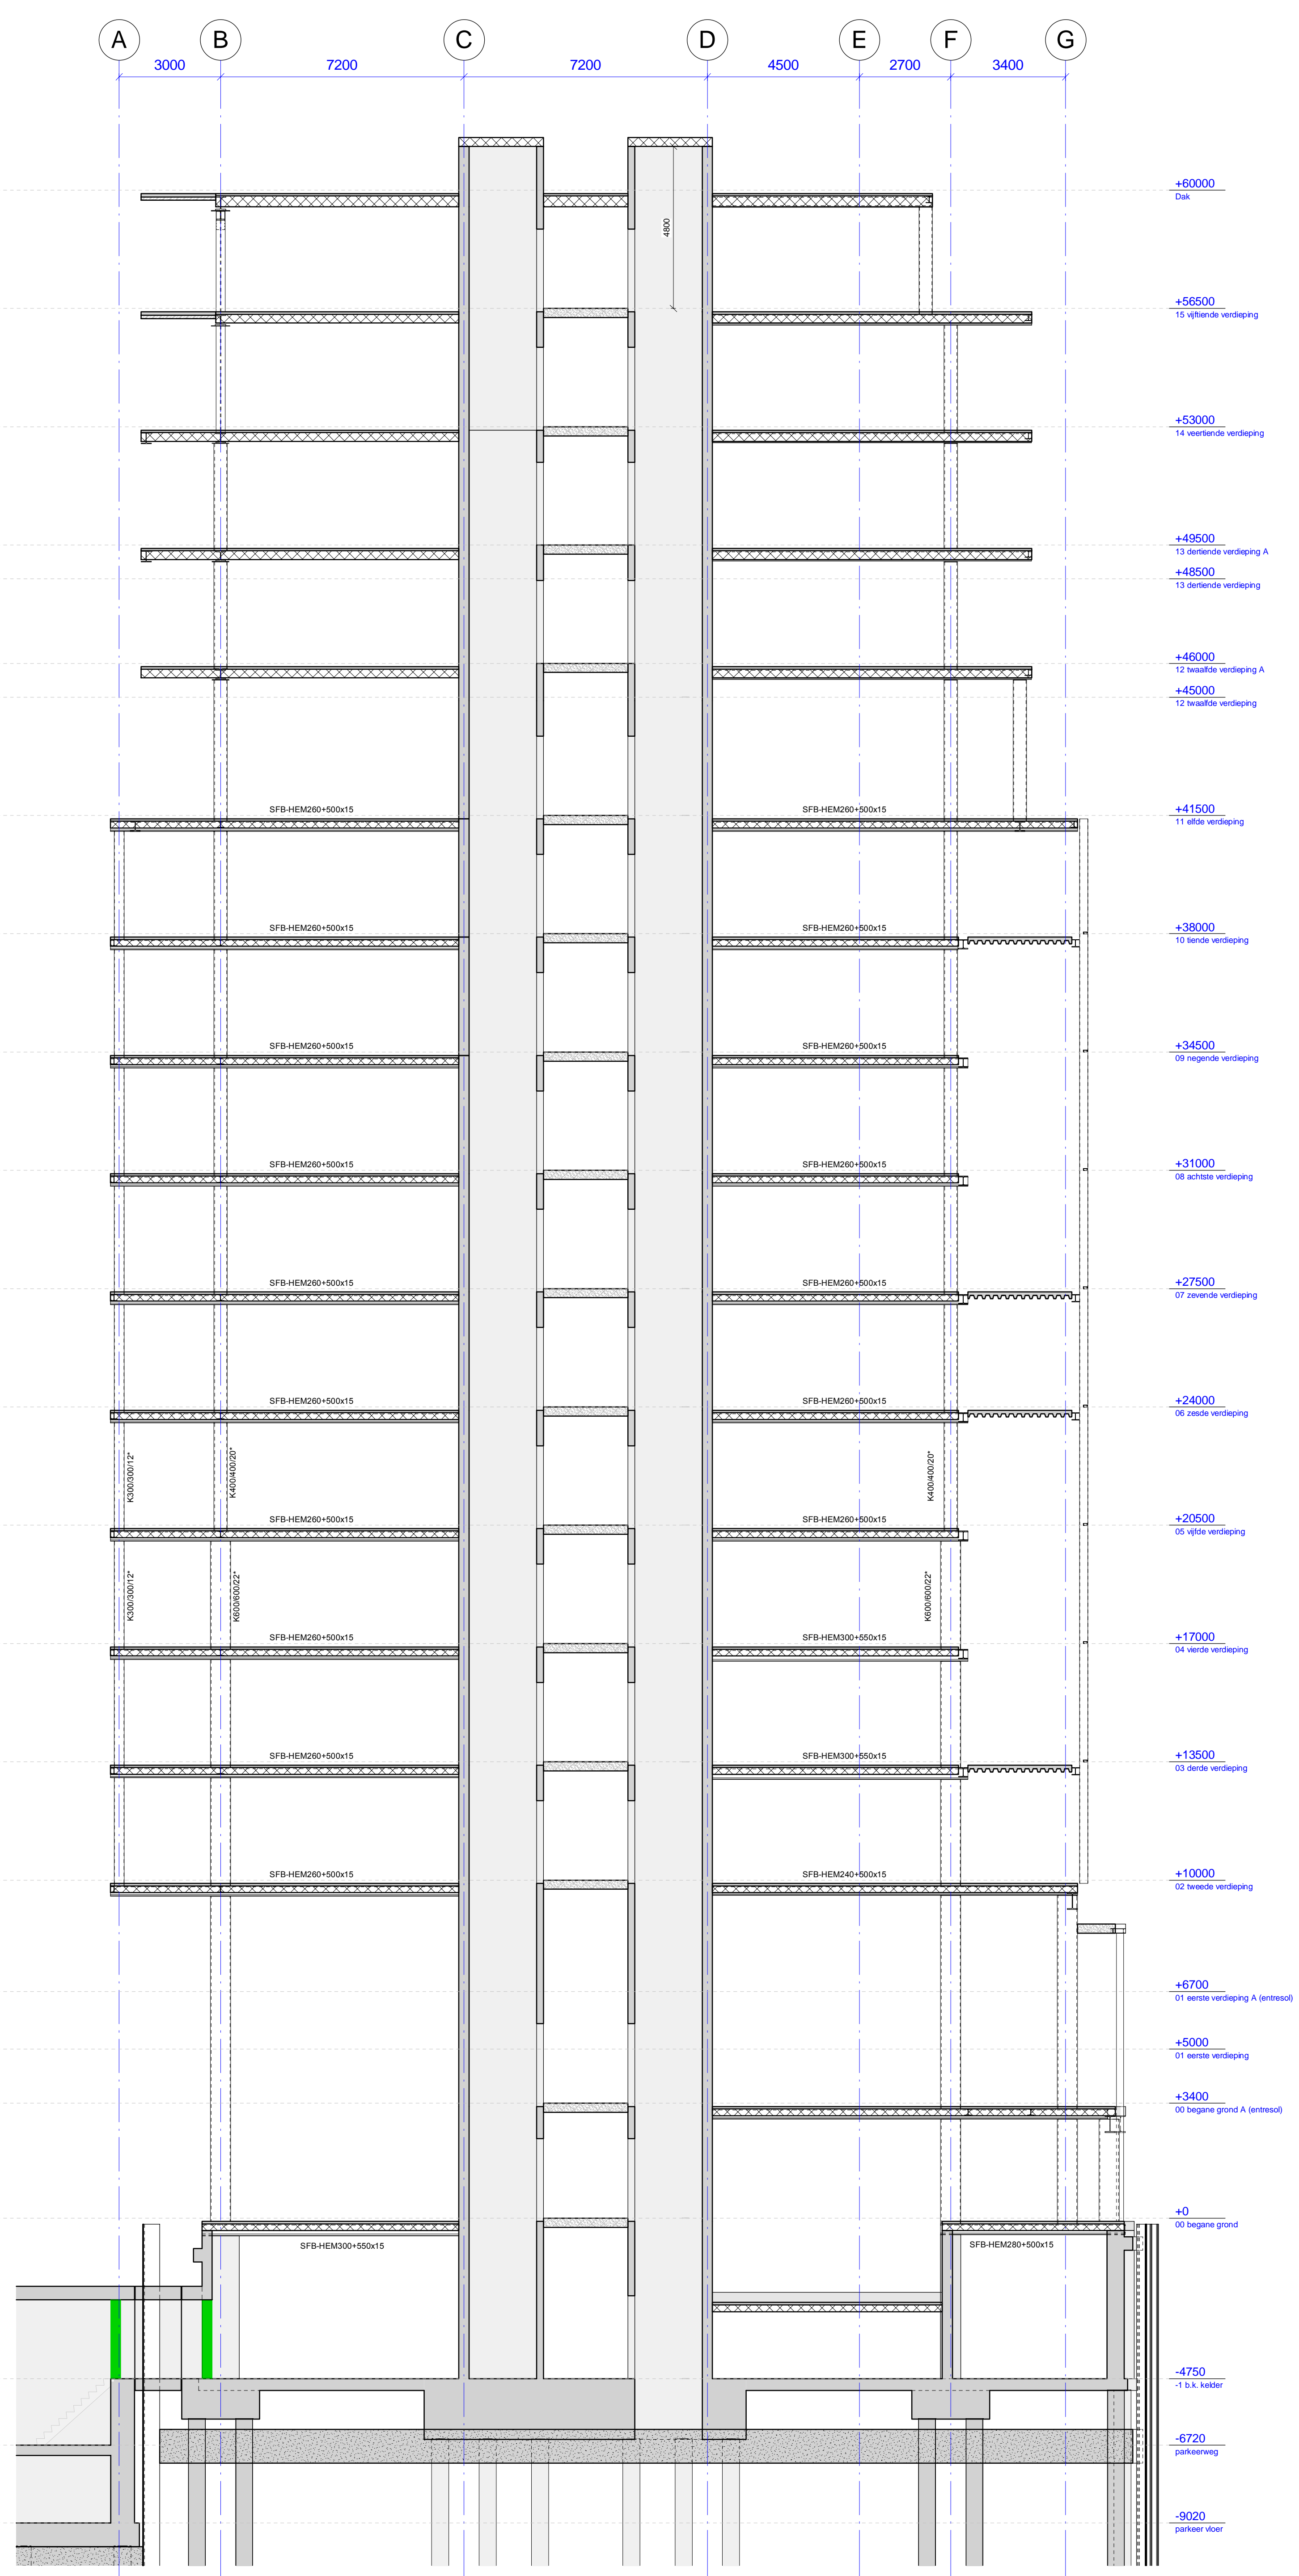 A B C D E F G
3000 7200 7200 4500 2700 3400
+60000
Dak
4800
+56500
15 vijftiende verdieping
+53000
14 veertiende verdieping
+49500
13 dertiende verdieping A
+48500
13 dertiende verdieping
+46000
12 twaalfde verdieping A
+45000
12 twaalfde verdieping
SFB-HEM260+500x15 SFB-HEM260+500x15
+41500
11 elfde verdieping
SFB-HEM260+500x15 SFB-HEM260+500x15
+38000
10 tiende verdieping
SFB-HEM260+500x15 SFB-HEM260+500x15
+34500
09 negende verdieping
SFB-HEM260+500x15 SFB-HEM260+500x15
+31000
08 achtste verdieping
SFB-HEM260+500x15 SFB-HEM260+500x15
+27500
07 zevende verdieping
SFB-HEM260+500x15 SFB-HEM260+500x15
+24000
06 zesde verdieping
K300/300/12* K400/400/20* K400/400/20*
SFB-HEM260+500x15 SFB-HEM260+500x15
+20500
05 vijfde verdieping
K300/300/12* K600/600/22* K600/600/22*
SFB-HEM260+500x15 SFB-HEM300+550x15
+17000
04 vierde verdieping
SFB-HEM260+500x15 SFB-HEM300+550x15
+13500
03 derde verdieping
SFB-HEM260+500x15 SFB-HEM240+500x15
+10000
02 tweede verdieping
+6700
01 eerste verdieping A (entresol)
+5000
01 eerste verdieping
+3400
00 begane grond A (entresol)
+0
00 begane grond
SFB-HEM300+550x15 SFB-HEM280+500x15
-4750
-1 b.k. kelder
-6720
parkeerweg
-9020
parkeer vloer